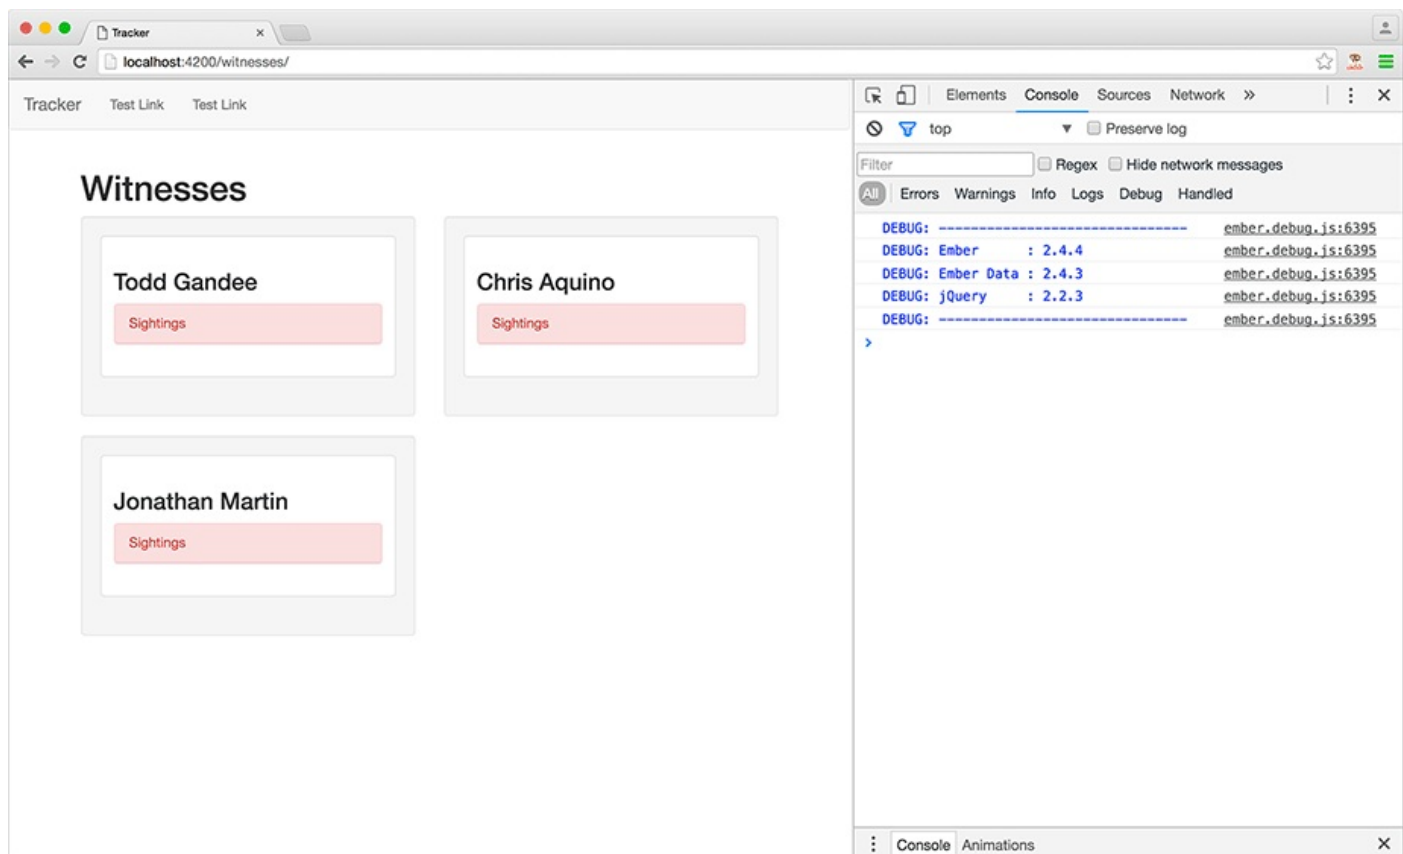 Tracker
localhost:4200/witnesses/
Tracker Test Link Test Link
Witnesses
Todd Gandee
Sightings
Chris Aquino
Sightings
Jonathan Martin
Sightings
Elements Console Sources Network »
top ▼ Preserve log
Filter Regex Hide network messages
All Errors Warnings Info Logs Debug Handled
DEBUG: ------------------------------- ember.debug.js:6395
DEBUG: Ember : 2.4.4 ember.debug.js:6395
DEBUG: Ember Data : 2.4.3 ember.debug.js:6395
DEBUG: jQuery : 2.2.3 ember.debug.js:6395
DEBUG: ------------------------------- ember.debug.js:6395
>
Console Animations